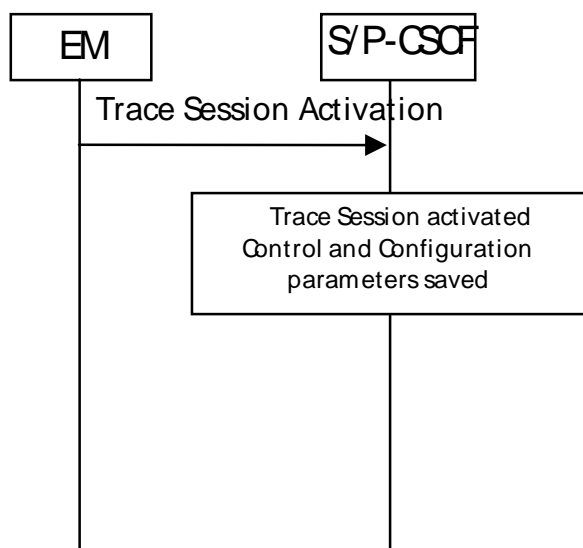 EM
S/P-CSCF
Trace Session Activation
Trace Session activated
Control and Configuration
parameters saved